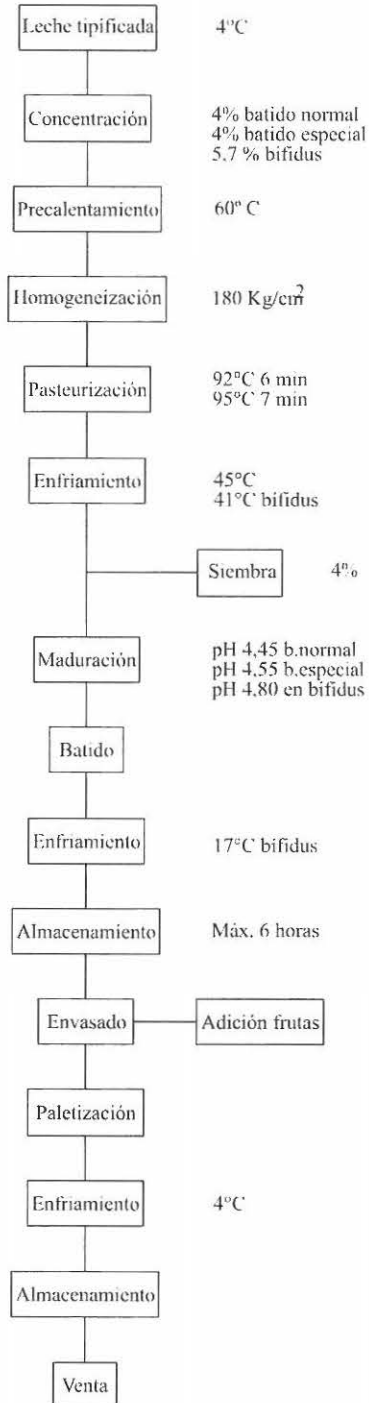 Leche tipificada 4ºC
Concentración
4% batido normal
4% batido especial
5.7 % bifidus
Precalentamiento 60º C
Homogeneización 180 Kg/cm²
Pasteurización
92°C 6 min
95°C 7 min
Enfriamiento
45°C
41°C bifidus
Siembra 4%
Maduración
pH 4,45 b.normal
pH 4,55 b.especial
pH 4,80 en bifidus
Batido
Enfriamiento 17°C bifidus
Almacenamiento Máx. 6 horas
Envasado Adición frutas
Paletización
Enfriamiento 4°C
Almacenamiento
Venta